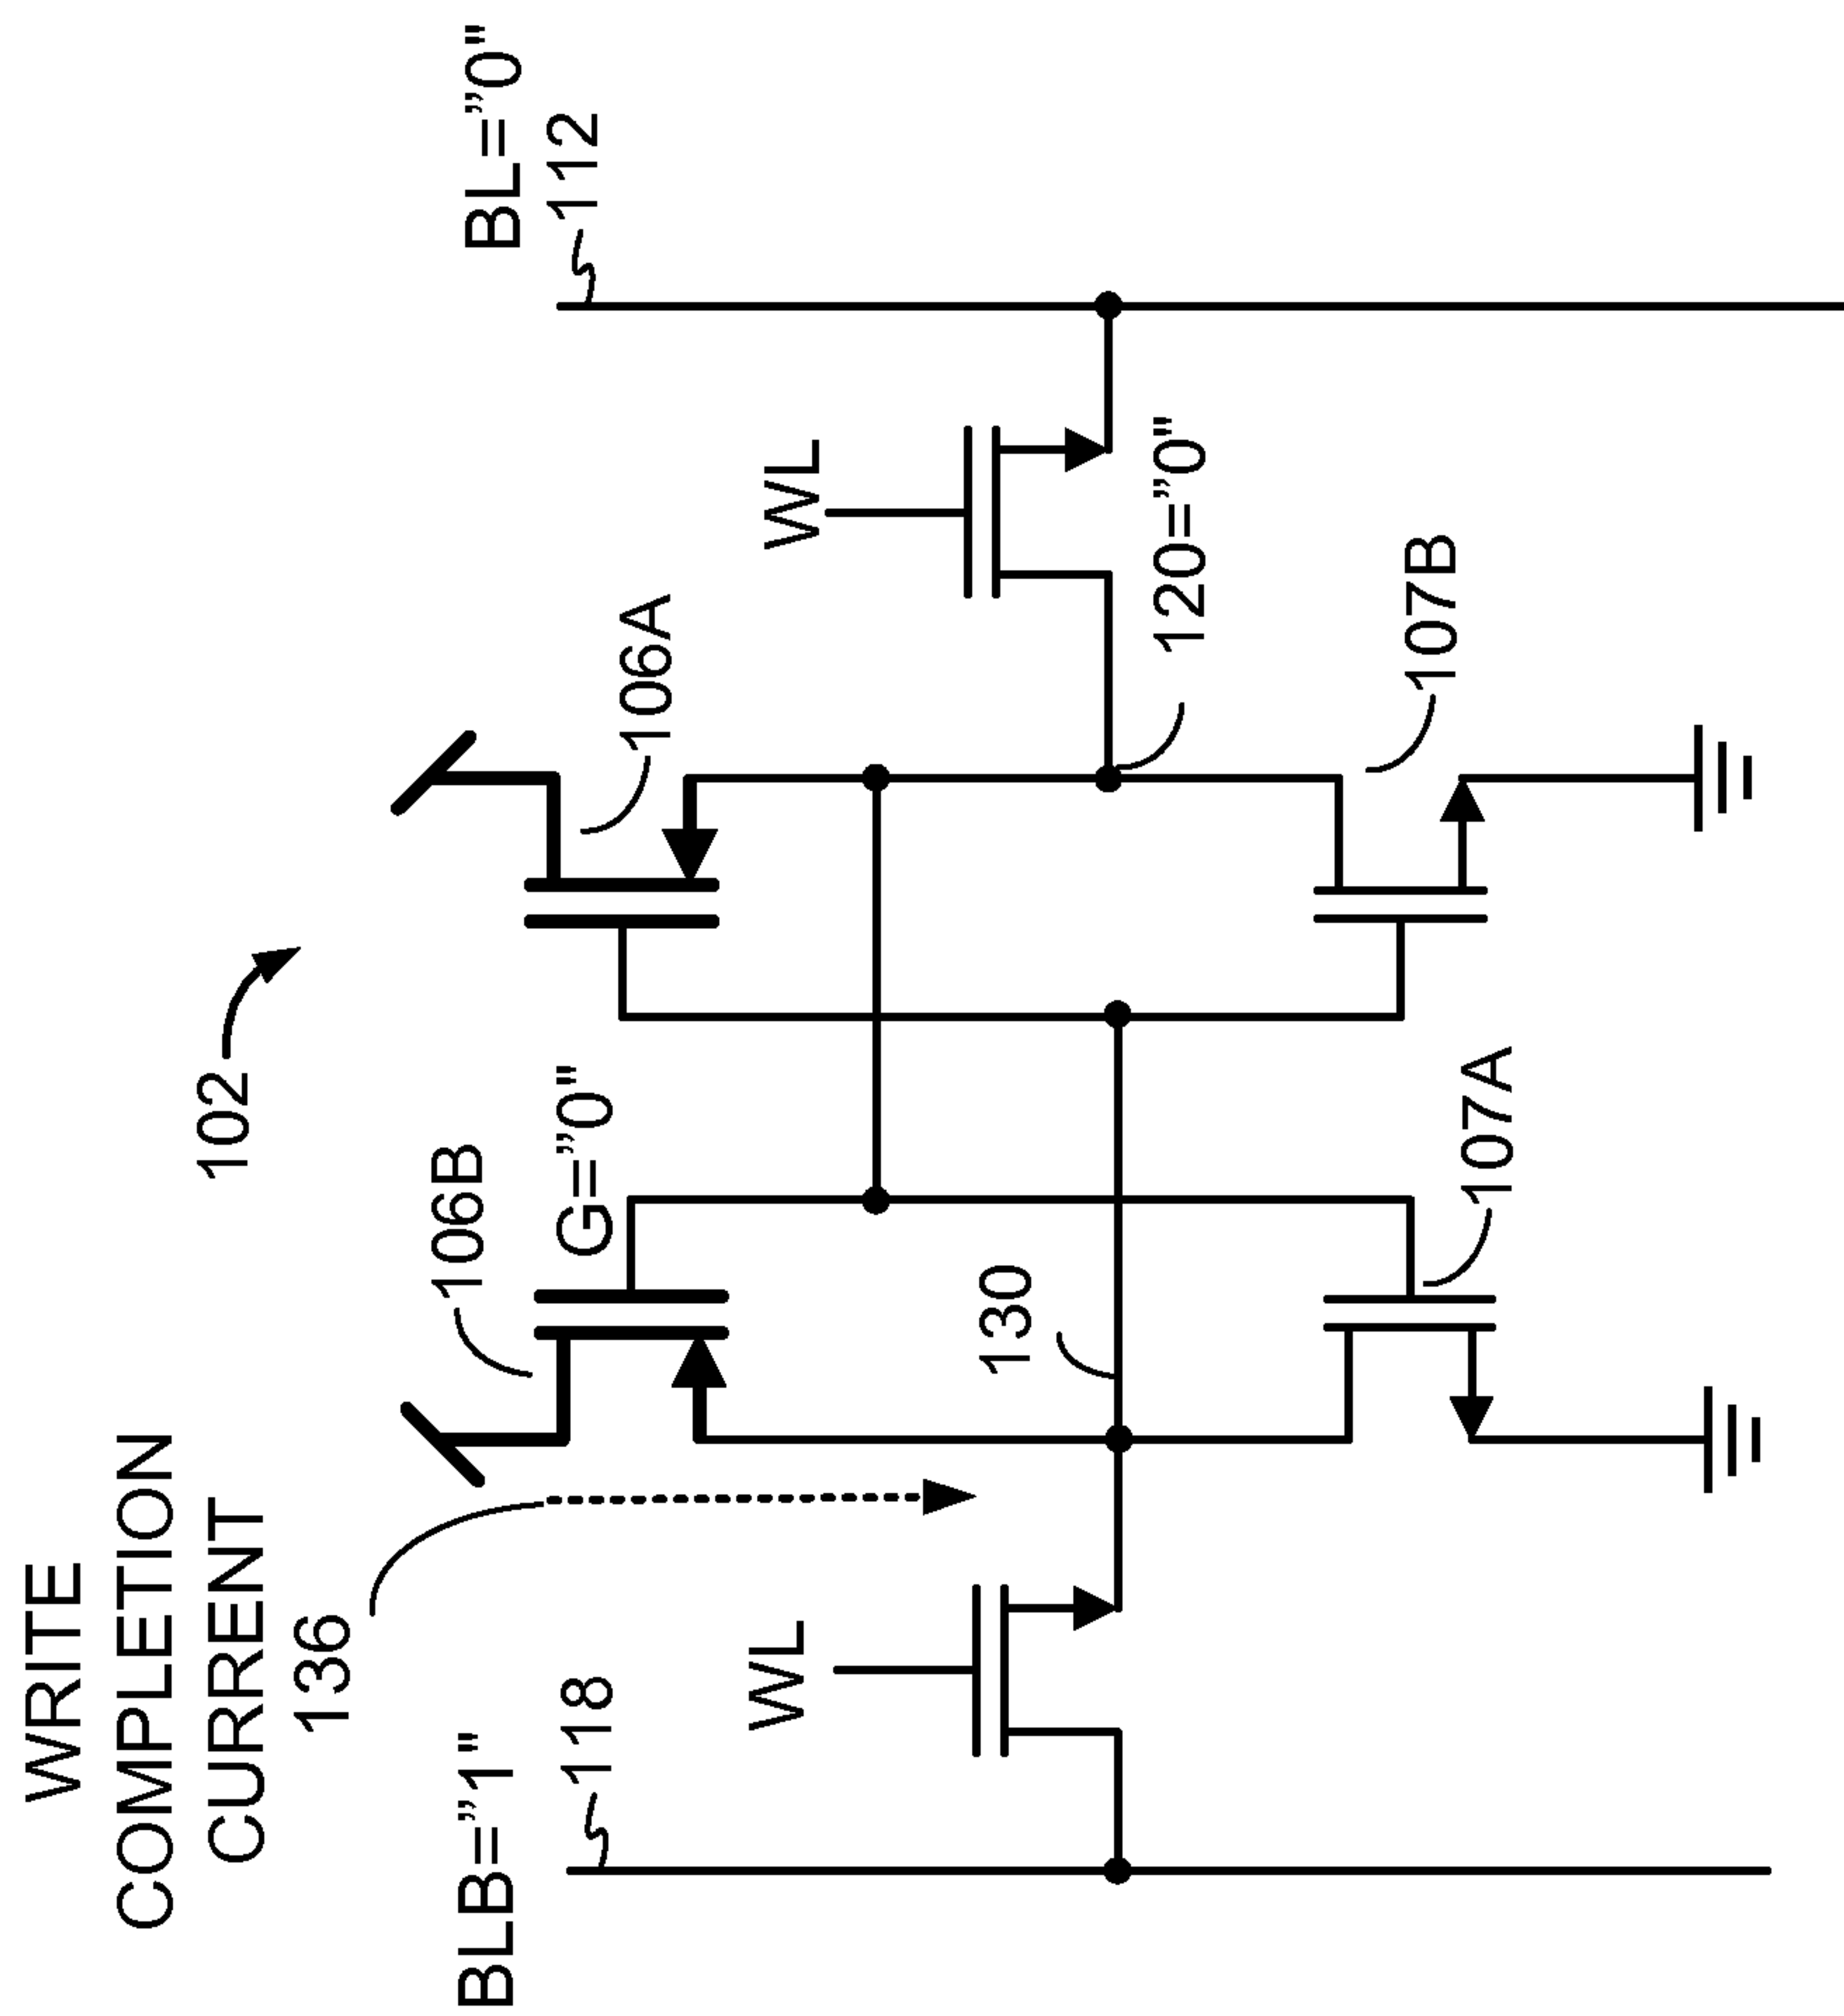 WRITE
COMPLETION
CURRENT
136
BLB=”1"
118
WL
106B
G=”0"
102
130
107A
106A
WL
120=”0"
107B
BL=”0"
112